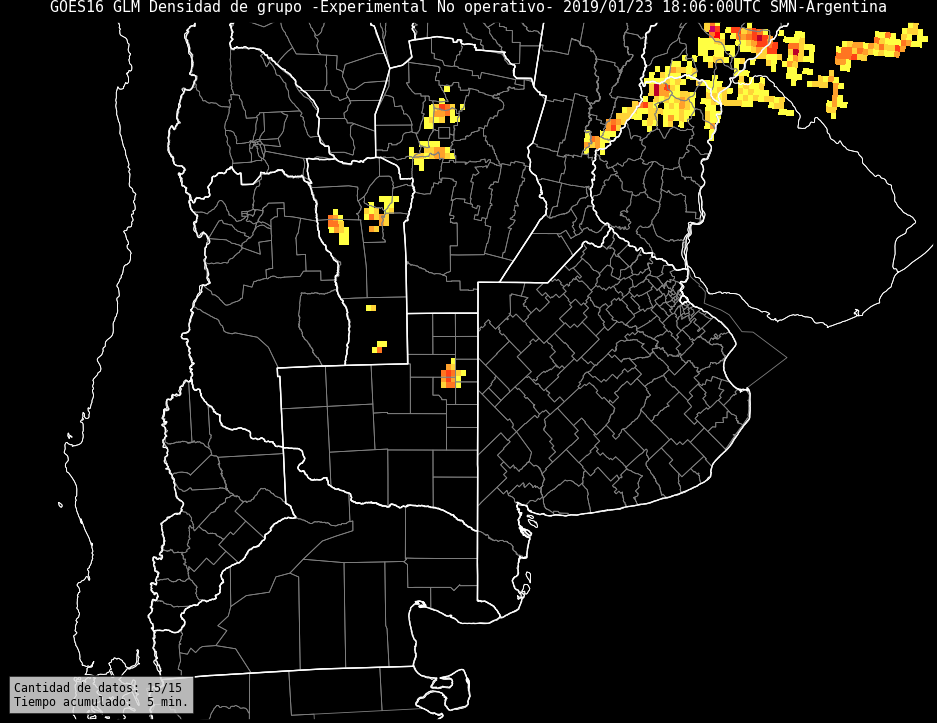 GOES16 GLM Densidad de grupo -Experimental No operativo- 2019/01/23 18:06:00UTC SMN-Argentina
Cantidad de datos: 15/15
Tiempo acumulado:  5 min.